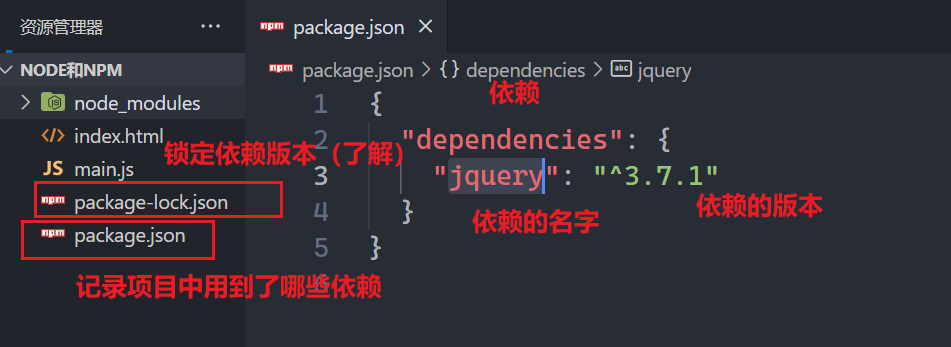 资源管理器
···
npm package.json ×
NODE和NPM
npm package.json > {} dependencies > abc jquery
node_modules
依赖
1 {
index.html
2 "dependencies": {
锁定依赖版本（了解）
JS main.js
3 "jquery": "^3.7.1"
npm package-lock.json
4 }
依赖的名字
依赖的版本
npm package.json
5 }
6
记录项目中用到了哪些依赖